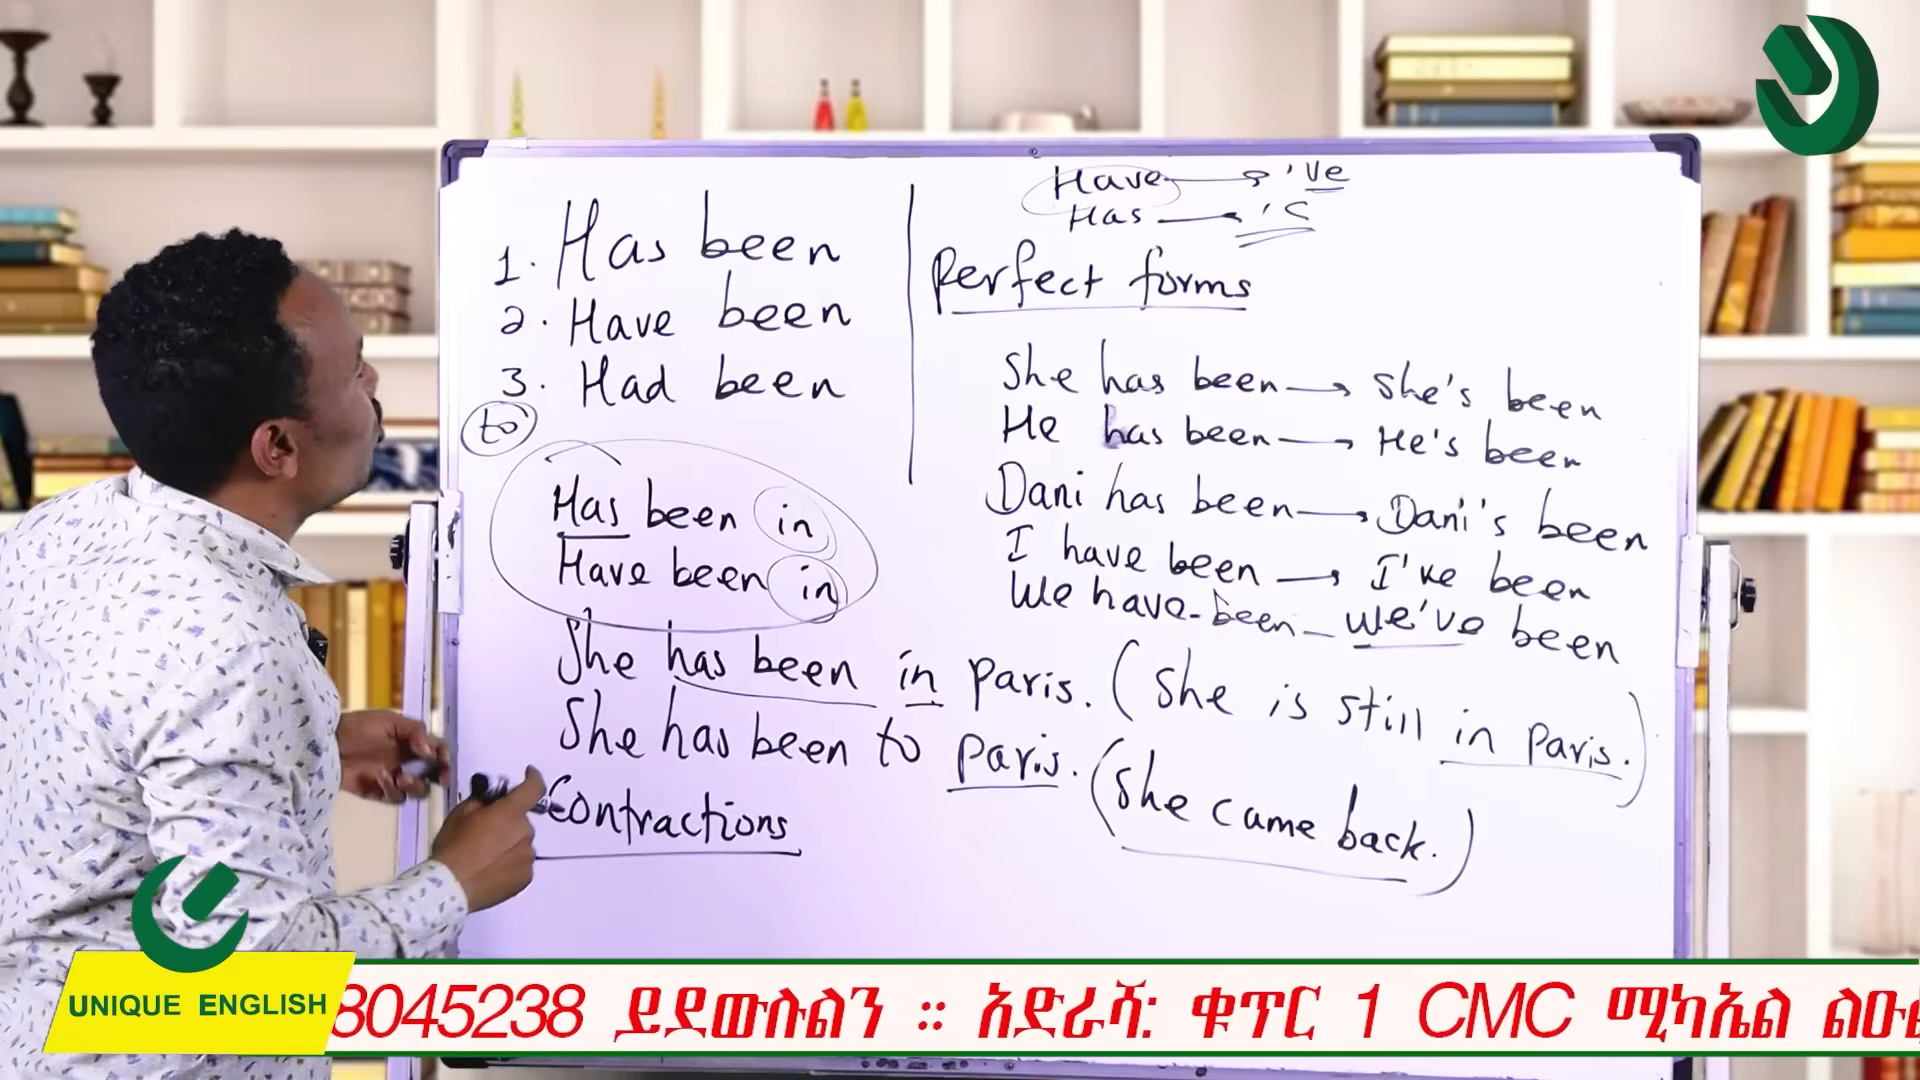 Have → 've
Has → 's
1. Has been
2. Have been
3. Had been
to
Perfect forms
She has been → She's been
He has been → He's been
Dani has been → Dani's been
I have been → I've been
We have been - we've been
Has been in
Have been in
She has been in Paris. (She is still in Paris.)
She has been to Paris. (She came back.)
Contractions
UNIQUE ENGLISH
8045238 ይደውሉልን ። አድራሻ: ቁጥር 1 CMC ሚካኤል